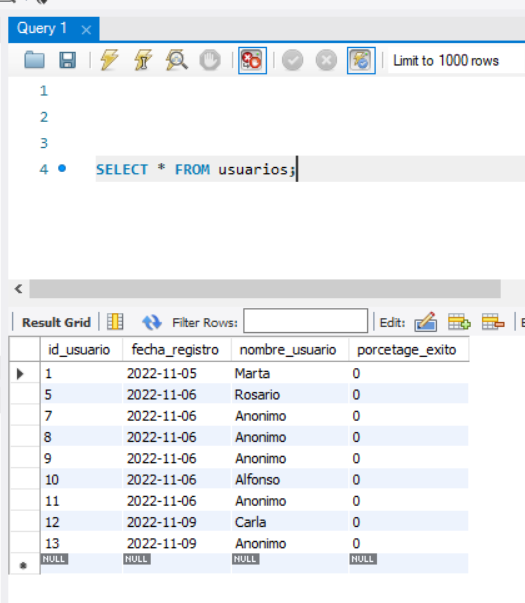 Query 1
Limit to 1000 rows
1
2
3
4 SELECT * FROM usuarios;
Result Grid Filter Rows: Edit:
id_usuario fecha_registro nombre_usuario porcetage_exito
1 2022-11-05 Marta 0
5 2022-11-06 Rosario 0
7 2022-11-06 Anonimo 0
8 2022-11-06 Anonimo 0
9 2022-11-06 Anonimo 0
10 2022-11-06 Alfonso 0
11 2022-11-06 Anonimo 0
12 2022-11-09 Carla 0
13 2022-11-09 Anonimo 0
NULL NULL NULL NULL